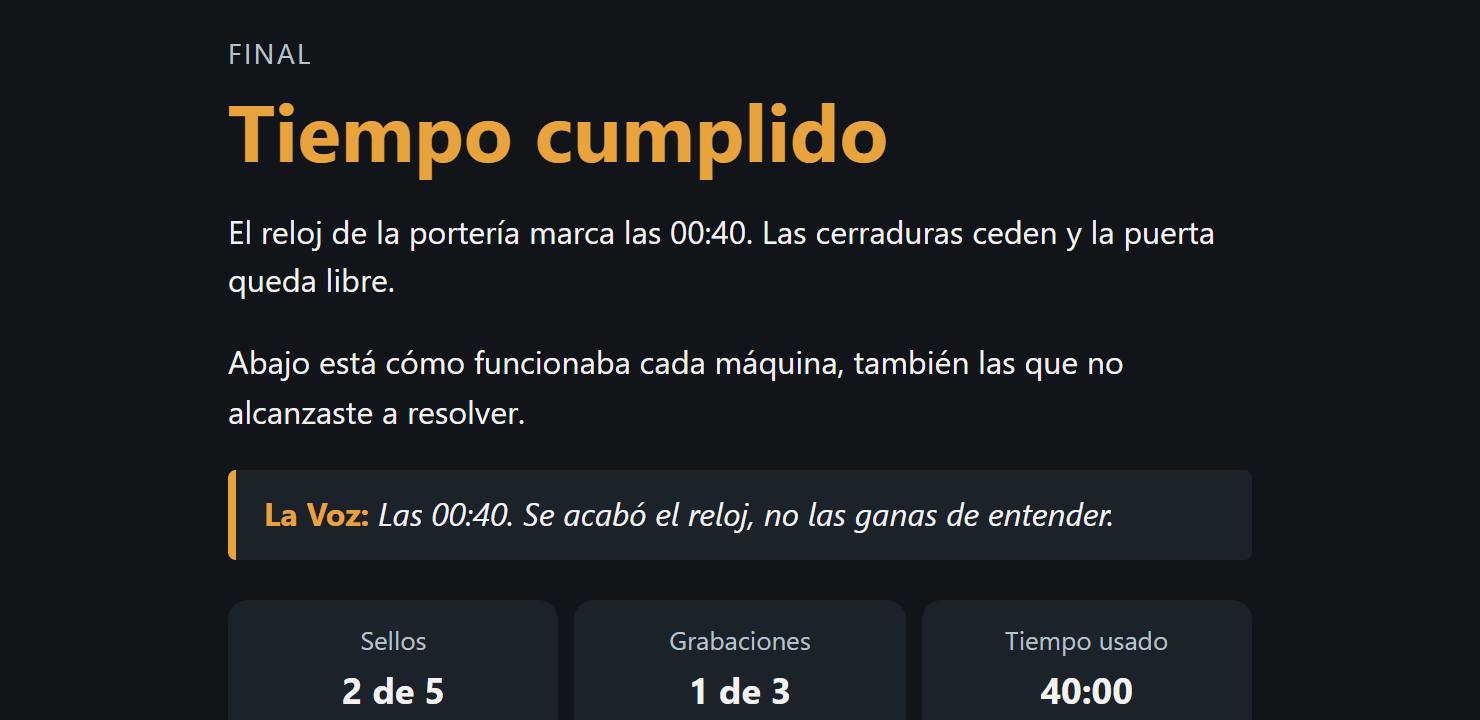 FINAL
Tiempo cumplido
El reloj de la portería marca las 00:40. Las cerraduras ceden y la puerta
queda libre.
Abajo está cómo funcionaba cada máquina, también las que no
alcanzaste a resolver.
La Voz: Las 00:40. Se acabó el reloj, no las ganas de entender.
Sellos
2 de 5
Grabaciones
1 de 3
Tiempo usado
40:00